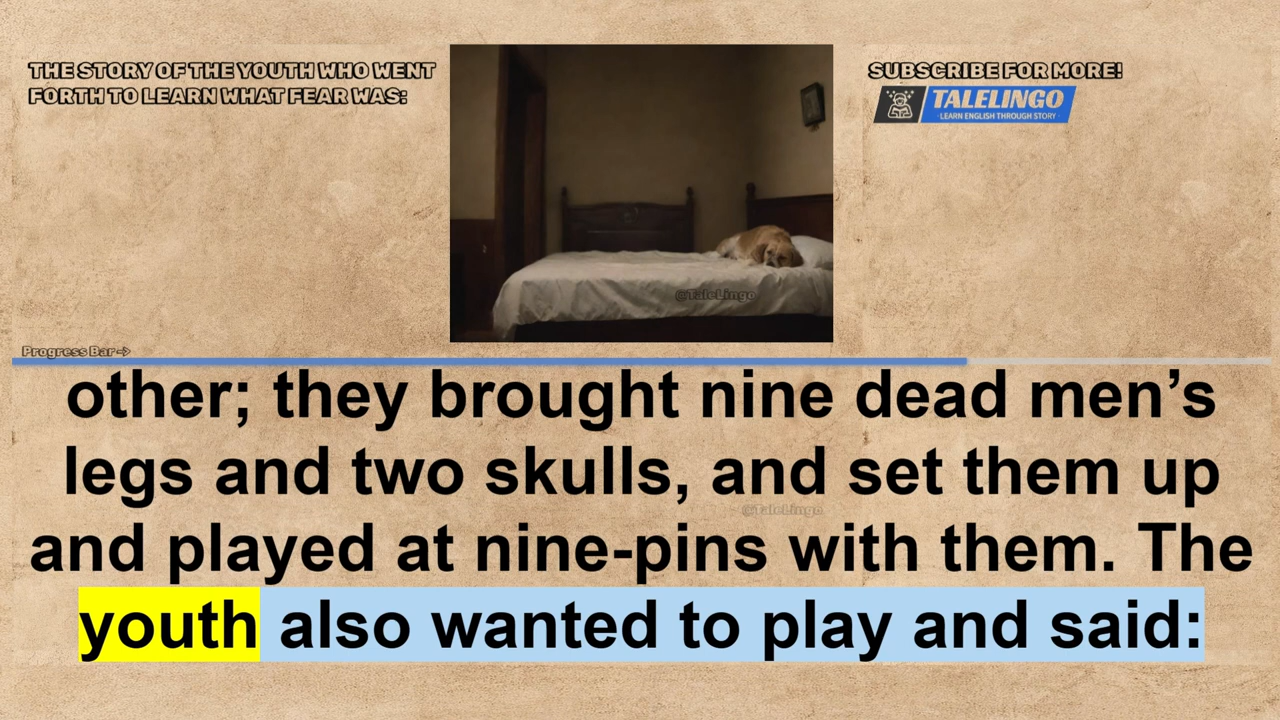 THE STORY OF THE YOUTH WHO WENT
FORTH TO LEARN WHAT FEAR WAS:
SUBSCRIBE FOR MORE!
TALELINGO
· LEARN ENGLISH THROUGH STORY ·
@TaleLingo
Progress Bar->
other; they brought nine dead men’s
legs and two skulls, and set them up
@TaleLingo
and played at nine-pins with them. The
youth also wanted to play and said: